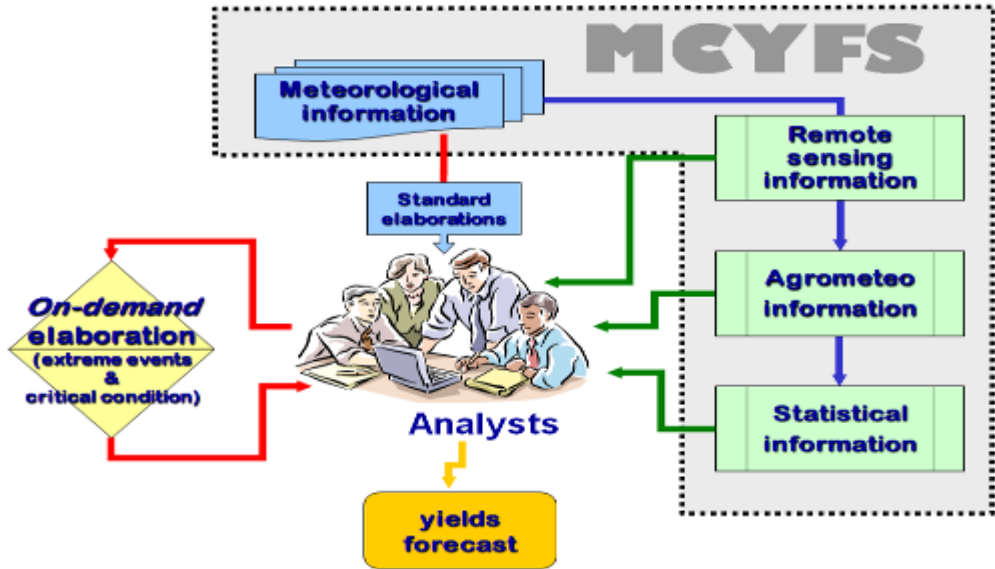 MCYFS
Meteorological
information
Remote
sensing
information
Standard
elaborations
Agrometeo
information
On-demand
elaboration
(extreme events
&
critical condition)
Statistical
information
Analysts
yields
forecast